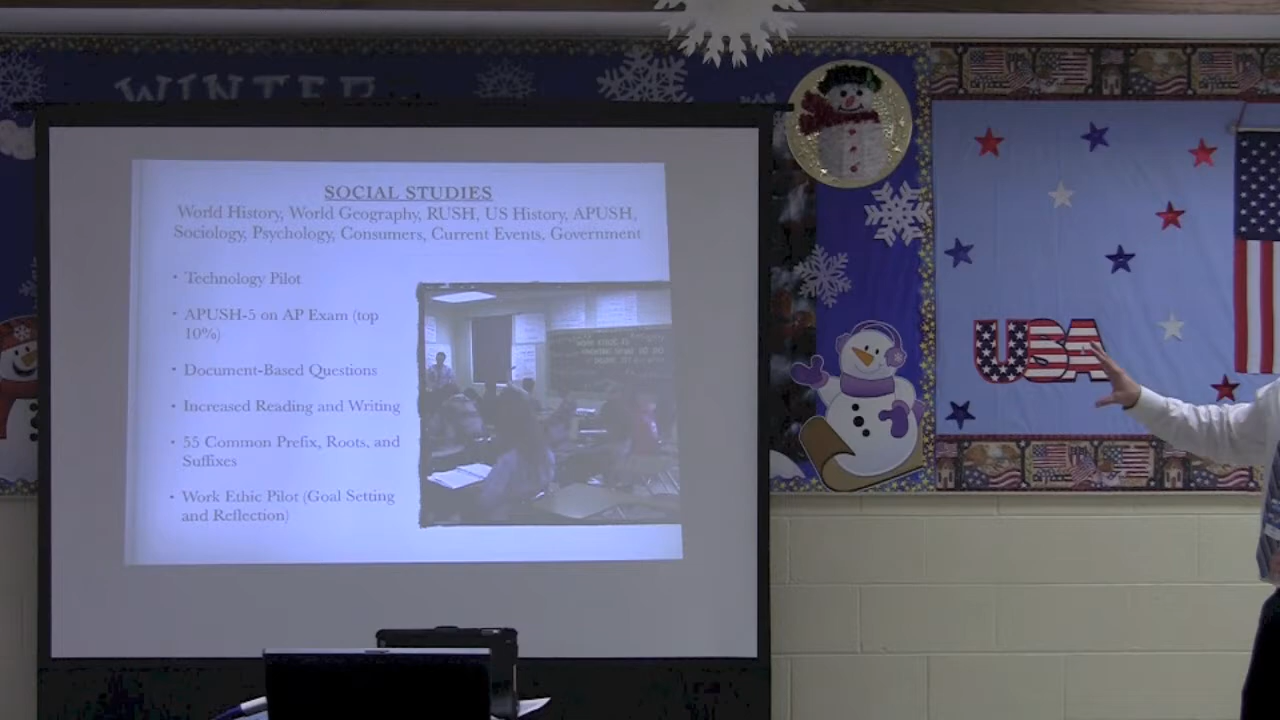 WINTER
SOCIAL STUDIES
World History, World Geography, RUSH, US History, APUSH,
Sociology, Psychology, Consumers, Current Events, Government
• Technology Pilot
• APUSH-5 on AP Exam (top
10%)
• Document-Based Questions
• Increased Reading and Writing
• 55 Common Prefix, Roots, and
Suffixes
• Work Ethic Pilot (Goal Setting
and Reflection)
USA